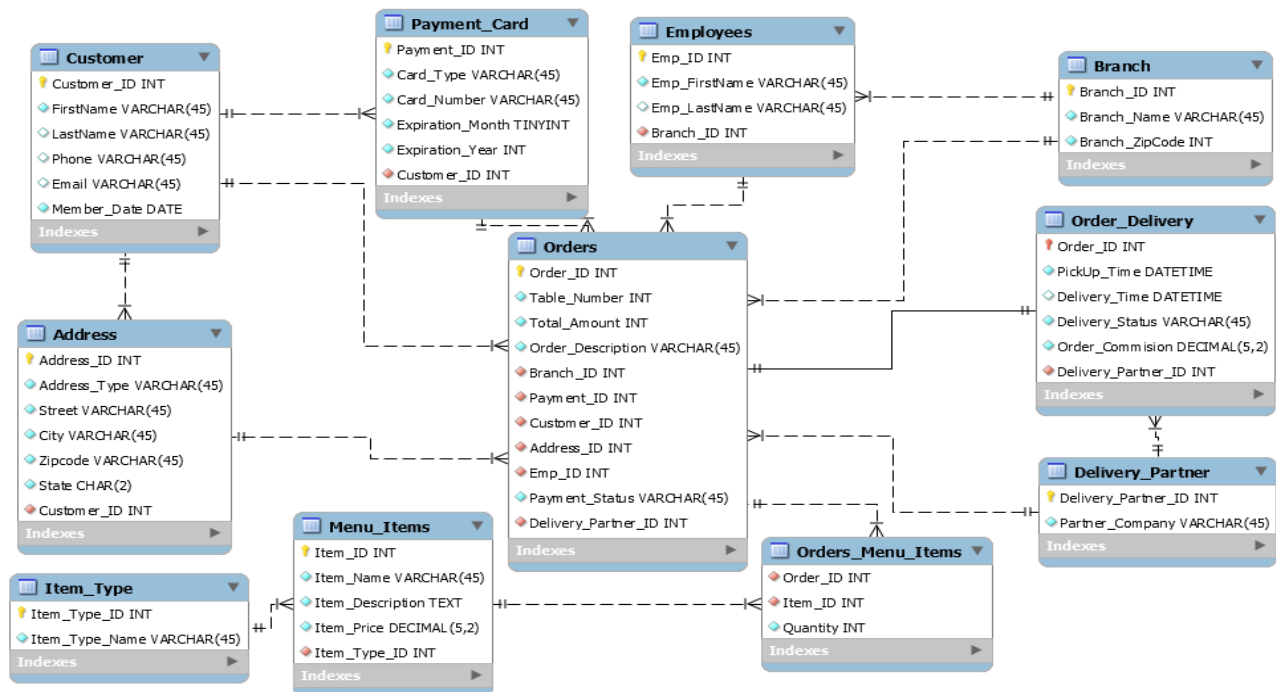 Customer
Customer_ID INT
FirstName VARCHAR(45)
LastName VARCHAR(45)
Phone VARCHAR(45)
Email VARCHAR(45)
Member_Date DATE
Indexes
Payment_Card
Payment_ID INT
Card_Type VARCHAR(45)
Card_Number VARCHAR(45)
Expiration_Month TINYINT
Expiration_Year INT
Customer_ID INT
Indexes
Employees
Emp_ID INT
Emp_FirstName VARCHAR(45)
Emp_LastName VARCHAR(45)
Branch_ID INT
Indexes
Branch
Branch_ID INT
Branch_Name VARCHAR(45)
Branch_ZipCode INT
Indexes
Address
Address_ID INT
Address_Type VARCHAR(45)
Street VARCHAR(45)
City VARCHAR(45)
Zipcode VARCHAR(45)
State CHAR(2)
Customer_ID INT
Indexes
Orders
Order_ID INT
Table_Number INT
Total_Amount INT
Order_Description VARCHAR(45)
Branch_ID INT
Payment_ID INT
Customer_ID INT
Address_ID INT
Emp_ID INT
Payment_Status VARCHAR(45)
Delivery_Partner_ID INT
Indexes
Order_Delivery
Order_ID INT
PickUp_Time DATETIME
Delivery_Time DATETIME
Delivery_Status VARCHAR(45)
Order_Commision DECIMAL(5,2)
Delivery_Partner_ID INT
Indexes
Delivery_Partner
Delivery_Partner_ID INT
Partner_Company VARCHAR(45)
Indexes
Item_Type
Item_Type_ID INT
Item_Type_Name VARCHAR(45)
Indexes
Menu_Items
Item_ID INT
Item_Name VARCHAR(45)
Item_Description TEXT
Item_Price DECIMAL(5,2)
Item_Type_ID INT
Indexes
Orders_Menu_Items
Order_ID INT
Item_ID INT
Quantity INT
Indexes